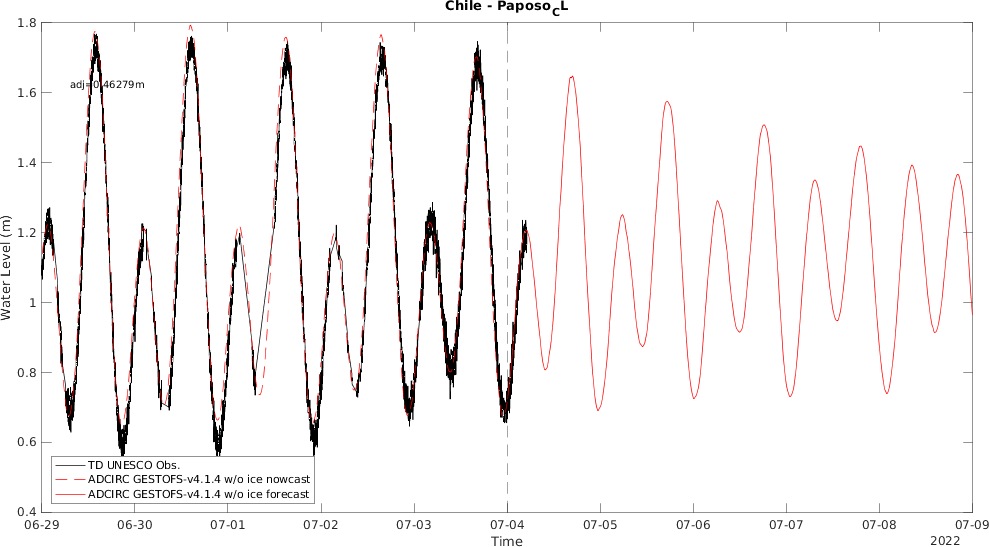 Chile - Paposo_CL
1.8
1.6
1.4
1.2
1
0.8
0.6
0.4
Water Level (m)
adj=0.46279m
TD UNESCO Obs.
ADCIRC GESTOFS-v4.1.4 w/o ice nowcast
ADCIRC GESTOFS-v4.1.4 w/o ice forecast
06-29 06-30 07-01 07-02 07-03 07-04 07-05 07-06 07-07 07-08 07-09
Time
2022